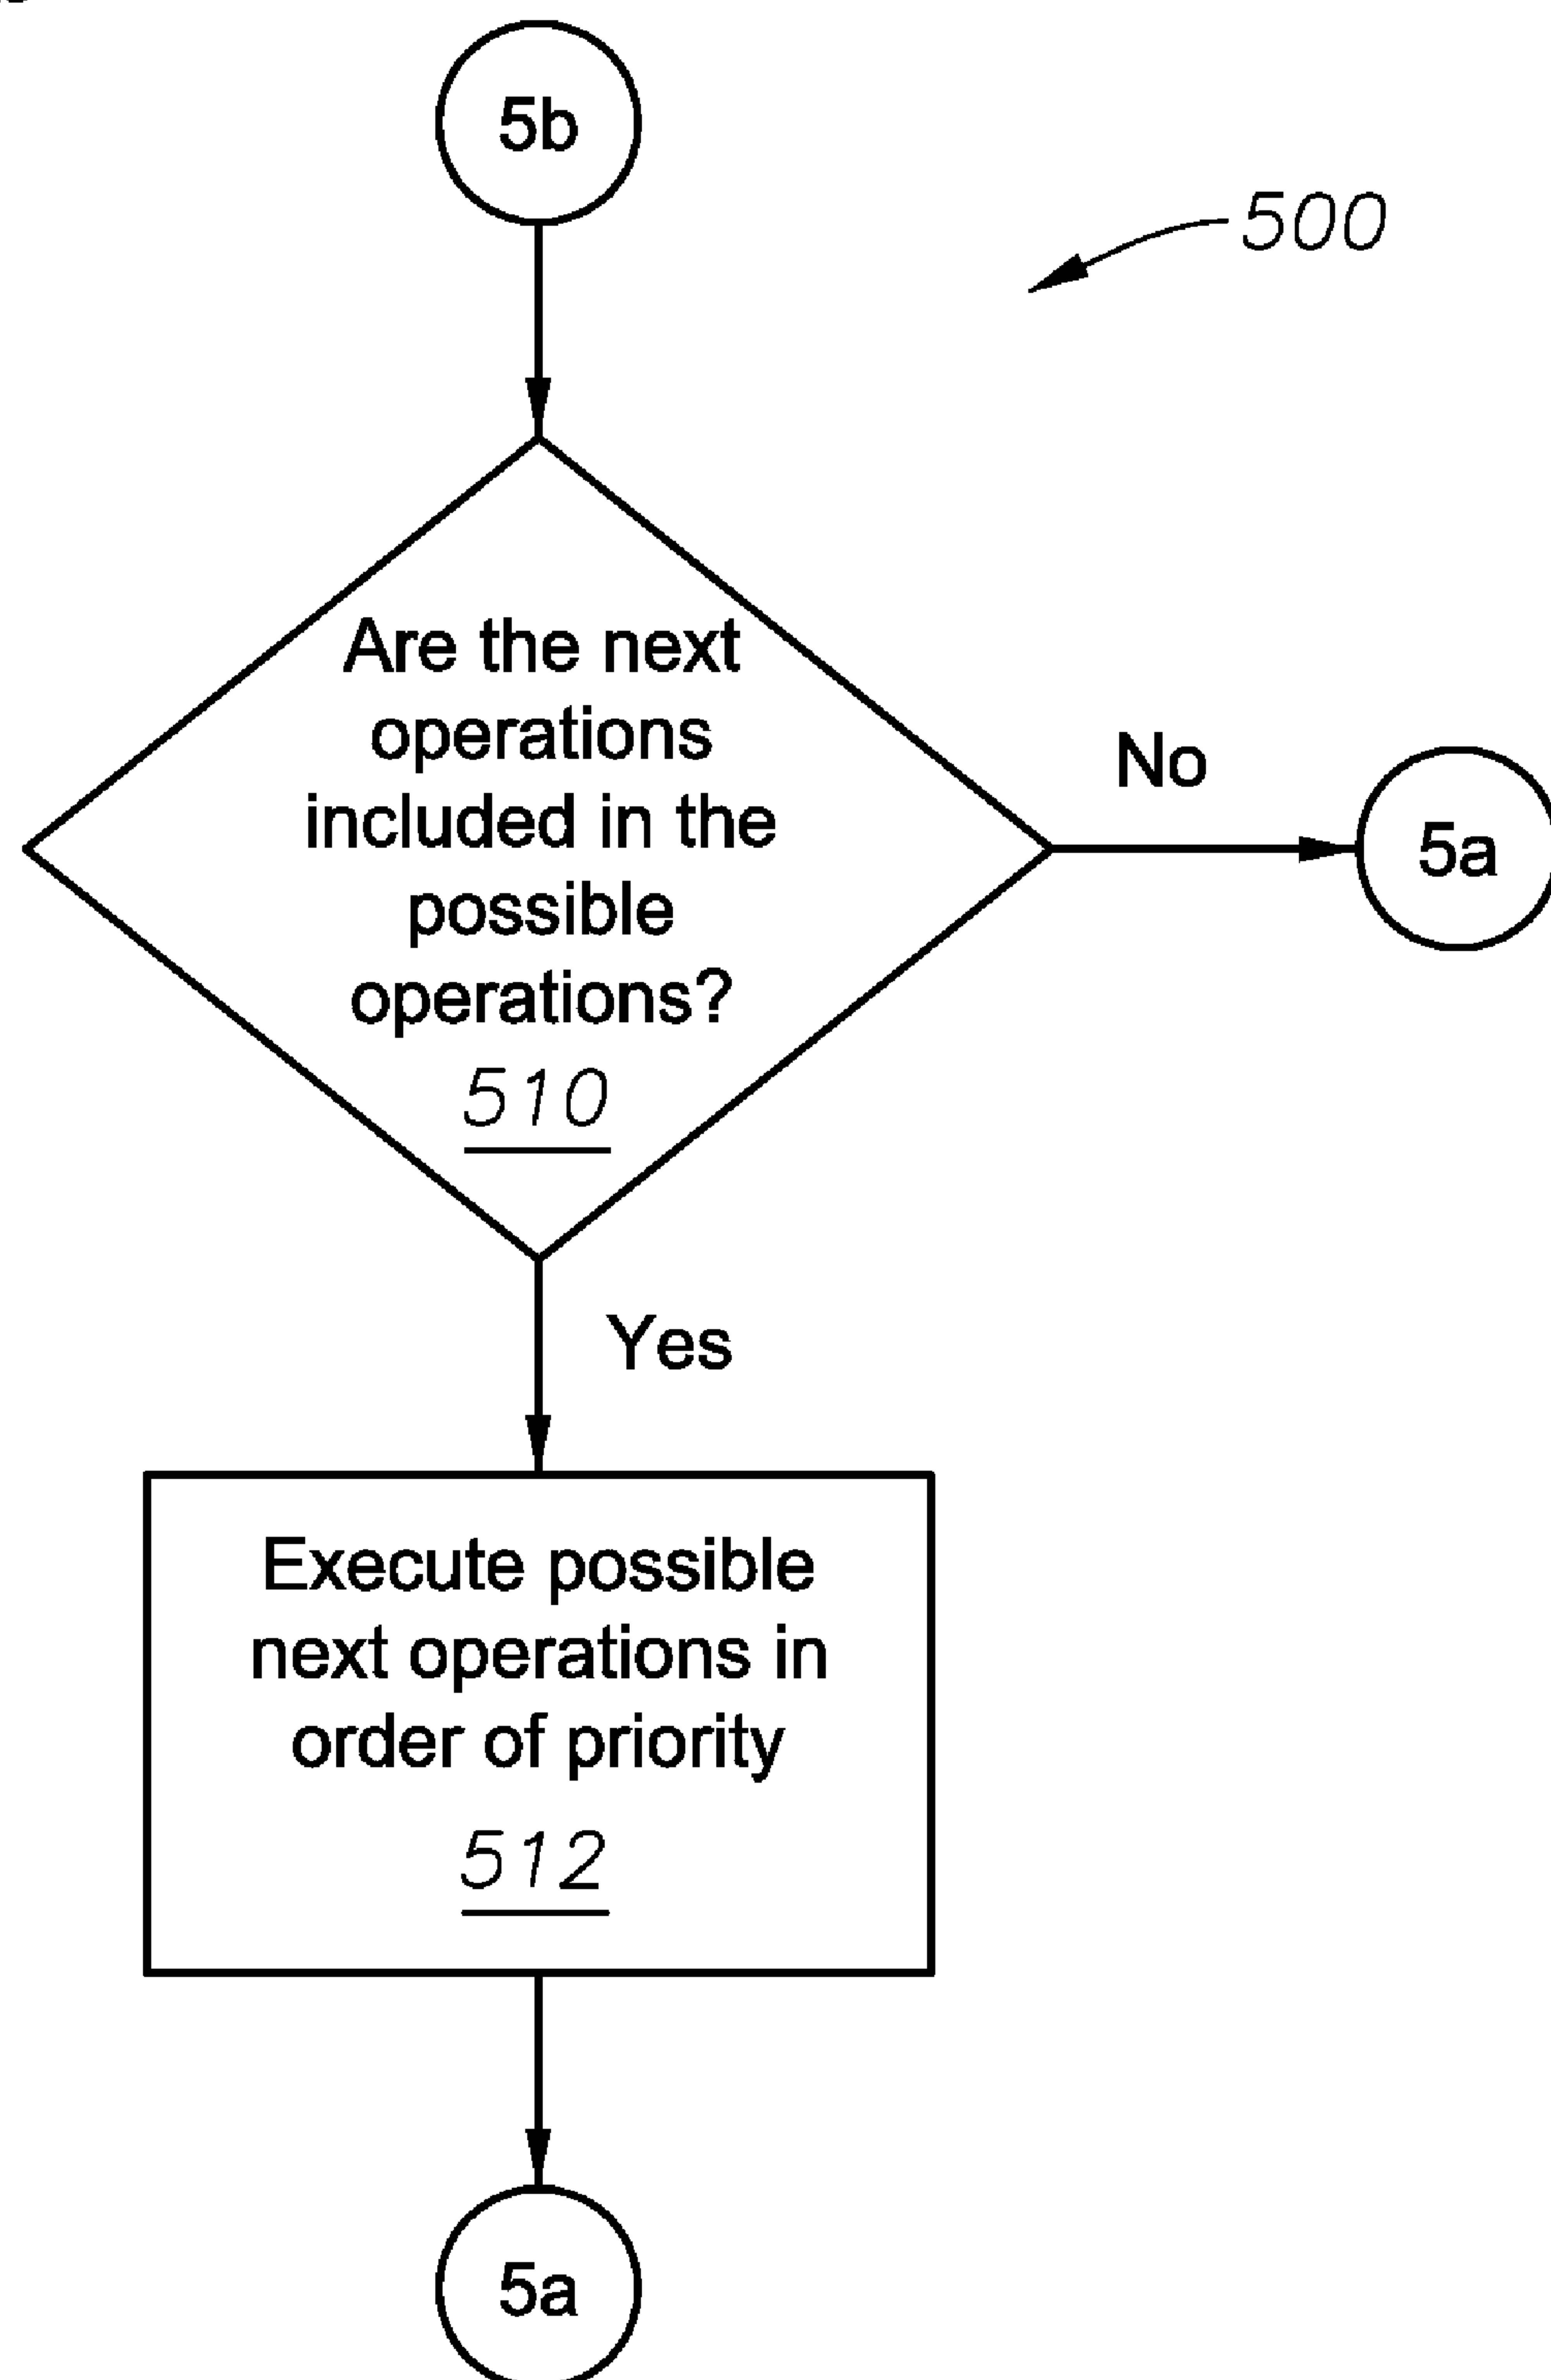 5b
500
Are the next
operations
included in the
possible
operations?
510
No
5a
Yes
Execute possible
next operations in
order of priority
512
5a